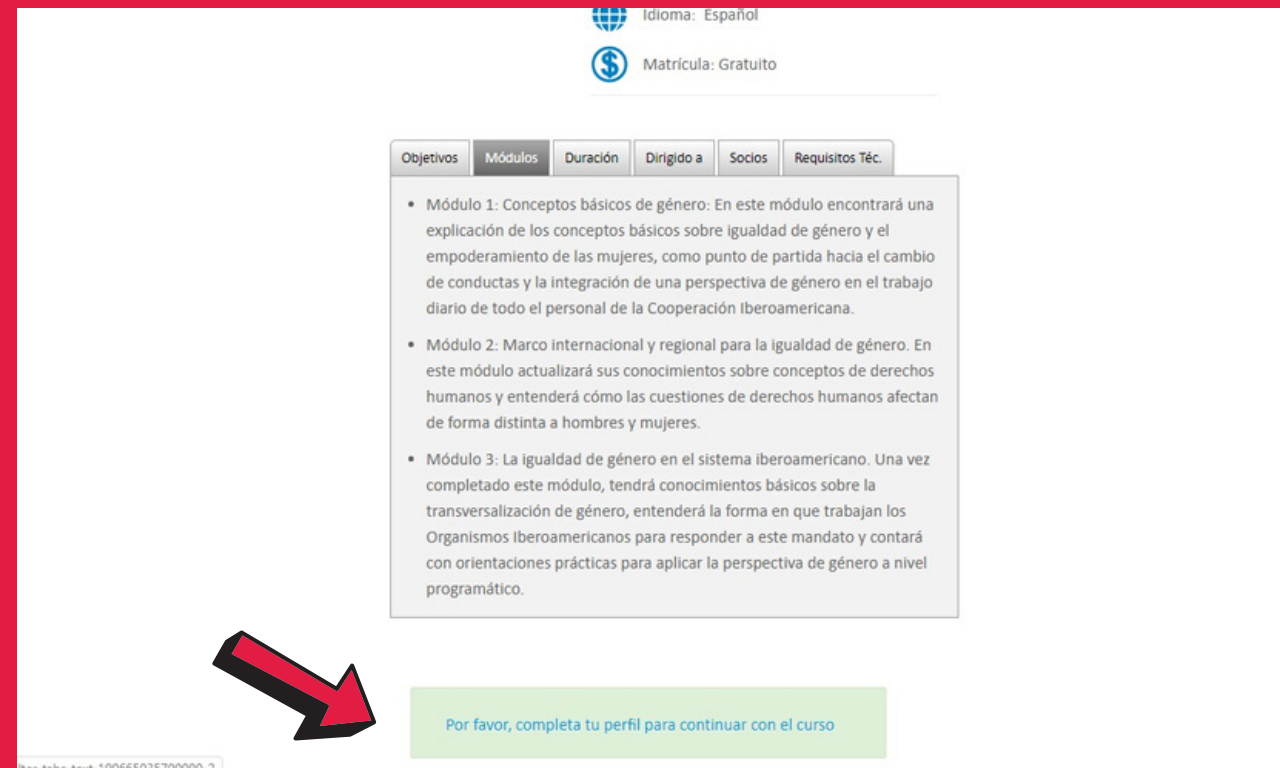 Idioma: Español
Matrícula: Gratuito
Objetivos Módulos Duración Dirigido a Socios Requisitos Téc.
• Módulo 1: Conceptos básicos de género: En este módulo encontrará una
explicación de los conceptos básicos sobre igualdad de género y el
empoderamiento de las mujeres, como punto de partida hacia el cambio
de conductas y la integración de una perspectiva de género en el trabajo
diario de todo el personal de la Cooperación Iberoamericana.
• Módulo 2: Marco internacional y regional para la igualdad de género. En
este módulo actualizará sus conocimientos sobre conceptos de derechos
humanos y entenderá cómo las cuestiones de derechos humanos afectan
de forma distinta a hombres y mujeres.
• Módulo 3: La igualdad de género en el sistema iberoamericano. Una vez
completado este módulo, tendrá conocimientos básicos sobre la
transversalización de género, entenderá la forma en que trabajan los
Organismos Iberoamericanos para responder a este mandato y contará
con orientaciones prácticas para aplicar la perspectiva de género a nivel
programático.
Por favor, completa tu perfil para continuar con el curso